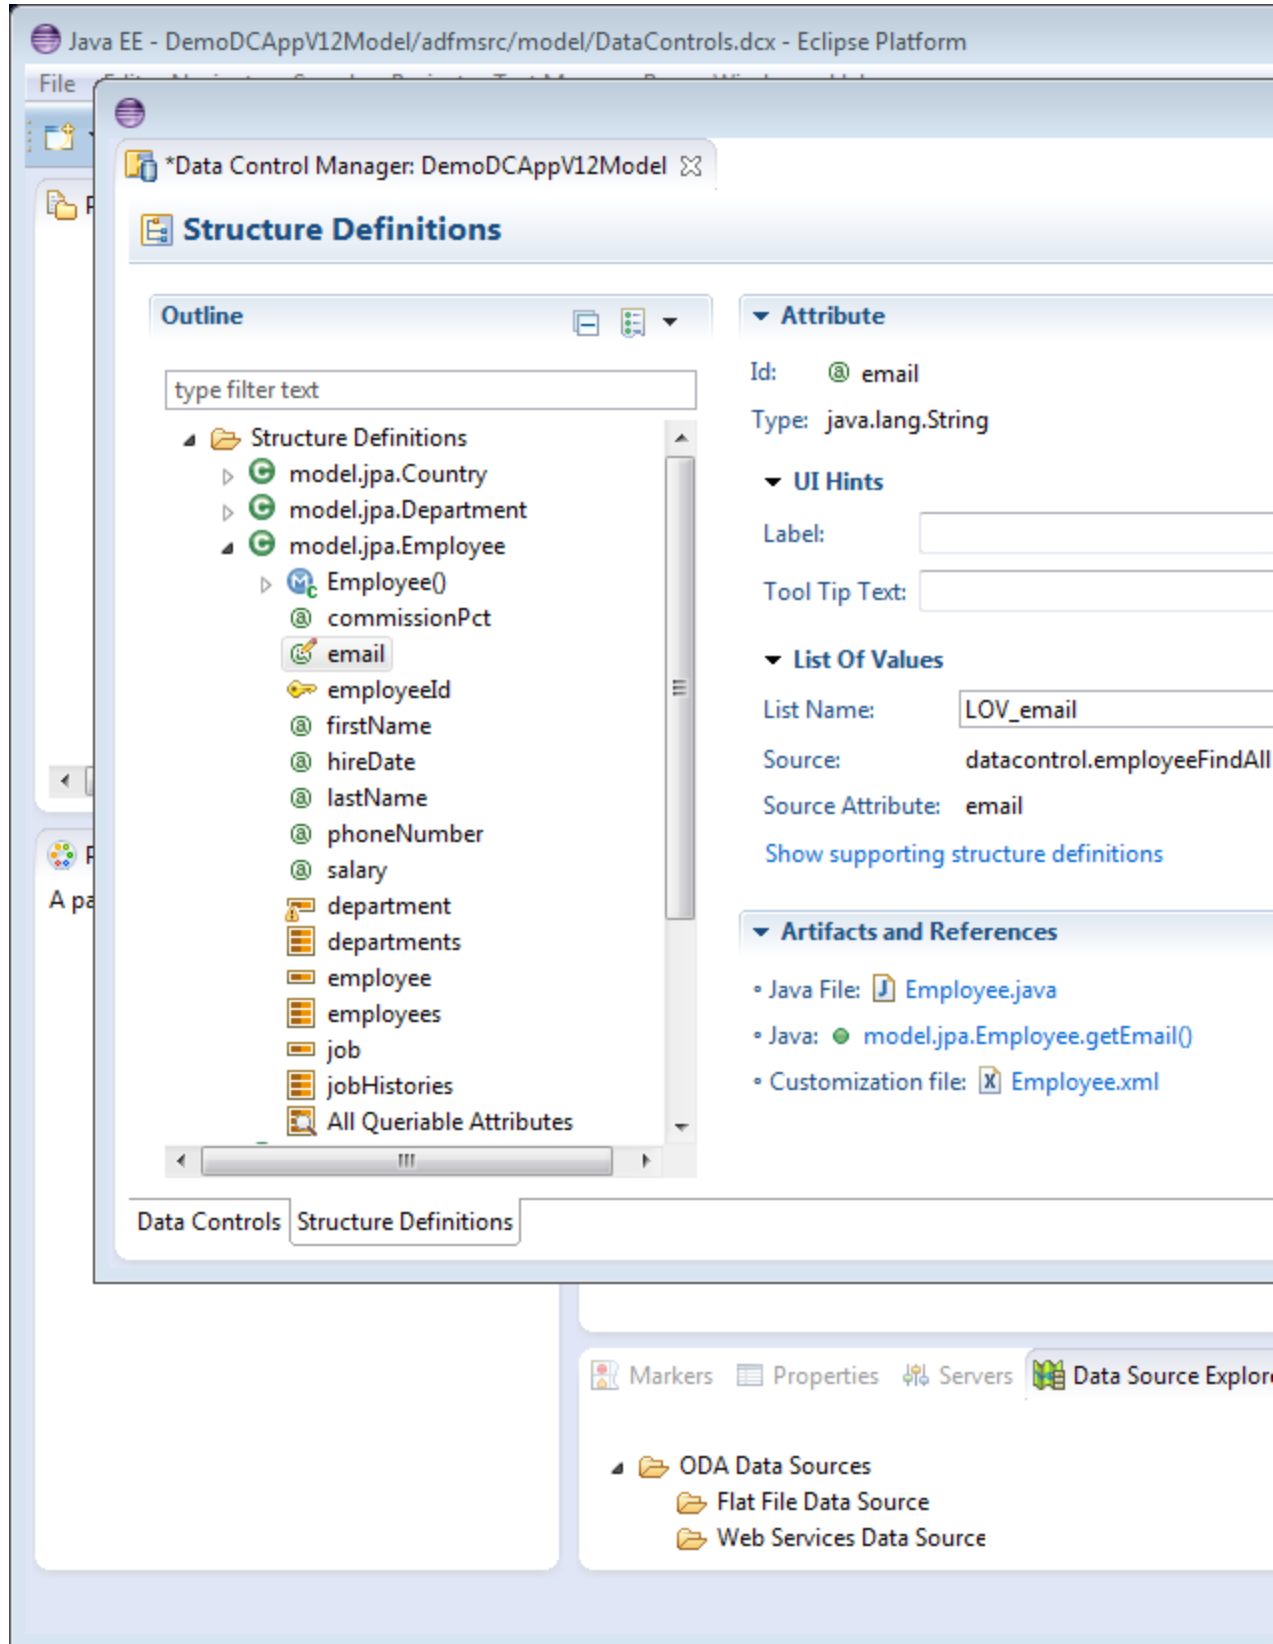 Java EE - DemoDCAppV12Model/adfmsrc/model/DataControls.dcx - Eclipse Platform
File
*Data Control Manager: DemoDCAppV12Model
Structure Definitions
Outline
type filter text
Structure Definitions
model.jpa.Country
model.jpa.Department
model.jpa.Employee
Employee()
commissionPct
email
employeeId
firstName
hireDate
lastName
phoneNumber
salary
department
departments
employee
employees
job
jobHistories
All Queriable Attributes
Attribute
Id: email
Type: java.lang.String
UI Hints
Label:
Tool Tip Text:
List Of Values
List Name: LOV_email
Source: datacontrol.employeeFindAll
Source Attribute: email
Show supporting structure definitions
Artifacts and References
Java File: Employee.java
Java: model.jpa.Employee.getEmail()
Customization file: Employee.xml
Data Controls Structure Definitions
A pa
Markers Properties Servers Data Source Explore
ODA Data Sources
Flat File Data Source
Web Services Data Source